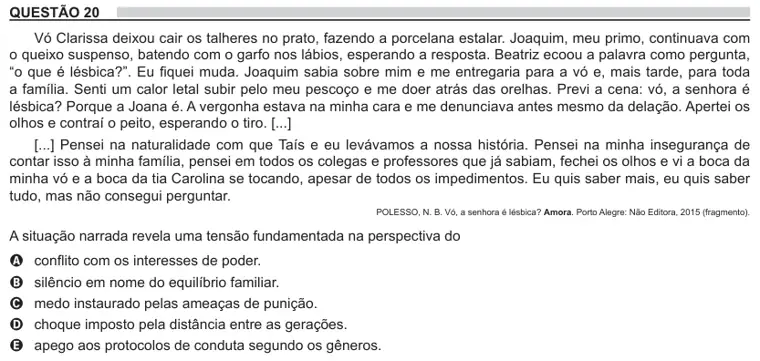 QUESTÃO 20
Vó Clarissa deixou cair os talheres no prato, fazendo a porcelana estalar. Joaquim, meu primo, continuava com
o queixo suspenso, batendo com o garfo nos lábios, esperando a resposta. Beatriz ecoou a palavra como pergunta,
“o que é lésbica?”. Eu fiquei muda. Joaquim sabia sobre mim e me entregaria para a vó e, mais tarde, para toda
a família. Senti um calor letal subir pelo meu pescoço e me doer atrás das orelhas. Previ a cena: vó, a senhora é
lésbica? Porque a Joana é. A vergonha estava na minha cara e me denunciava antes mesmo da delação. Apertei os
olhos e contraí o peito, esperando o tiro. [...]
[...] Pensei na naturalidade com que Taís e eu levávamos a nossa história. Pensei na minha insegurança de
contar isso à minha família, pensei em todos os colegas e professores que já sabiam, fechei os olhos e vi a boca da
minha vó e a boca da tia Carolina se tocando, apesar de todos os impedimentos. Eu quis saber mais, eu quis saber
tudo, mas não consegui perguntar.
POLESSO, N. B. Vó, a senhora é lésbica? Amora. Porto Alegre: Não Editora, 2015 (fragmento).
A situação narrada revela uma tensão fundamentada na perspectiva do
A conflito com os interesses de poder.
B silêncio em nome do equilíbrio familiar.
C medo instaurado pelas ameaças de punição.
D choque imposto pela distância entre as gerações.
E apego aos protocolos de conduta segundo os gêneros.